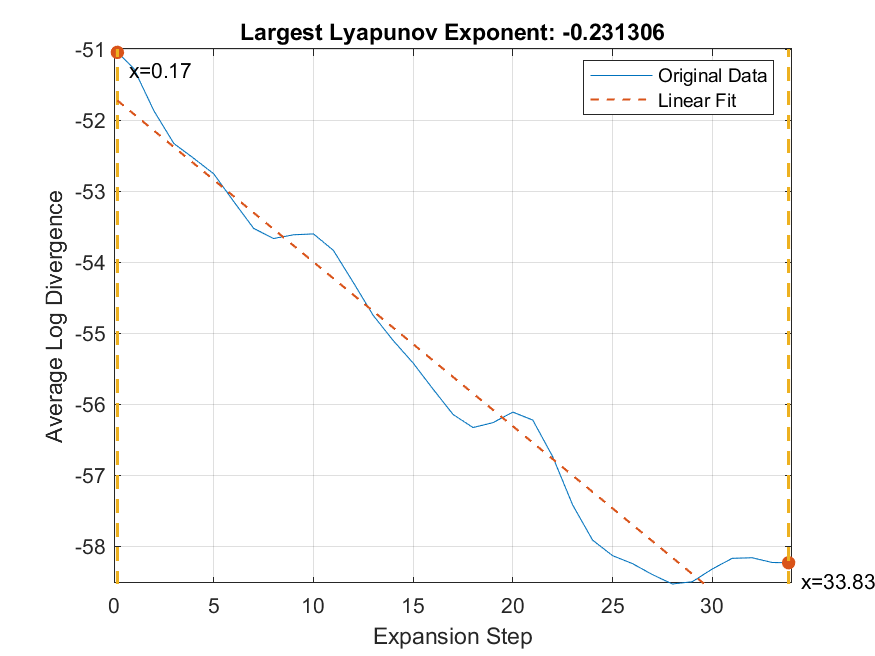 Largest Lyapunov Exponent: -0.231306
-51
x=0.17
Original Data
Linear Fit
-52
-53
-54
-55
-56
-57
-58
Average Log Divergence
x=33.83
0 5 10 15 20 25 30
Expansion Step